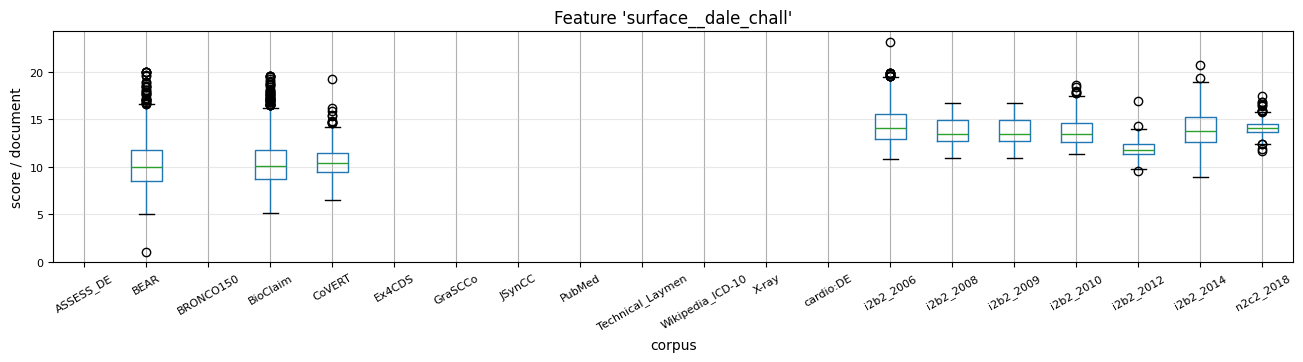 Feature 'surface__dale_chall'
score / document
20
15
10
5
0
ASSESS_DE
BEAR
BRONCO150
BioClaim
CoVERT
Ex4CDS
GraSCCo
JSynCC
PubMed
Technical_Laymen
Wikipedia_ICD-10
X-ray
cardio:DE
i2b2_2006
i2b2_2008
i2b2_2009
i2b2_2010
i2b2_2012
i2b2_2014
n2c2_2018
corpus